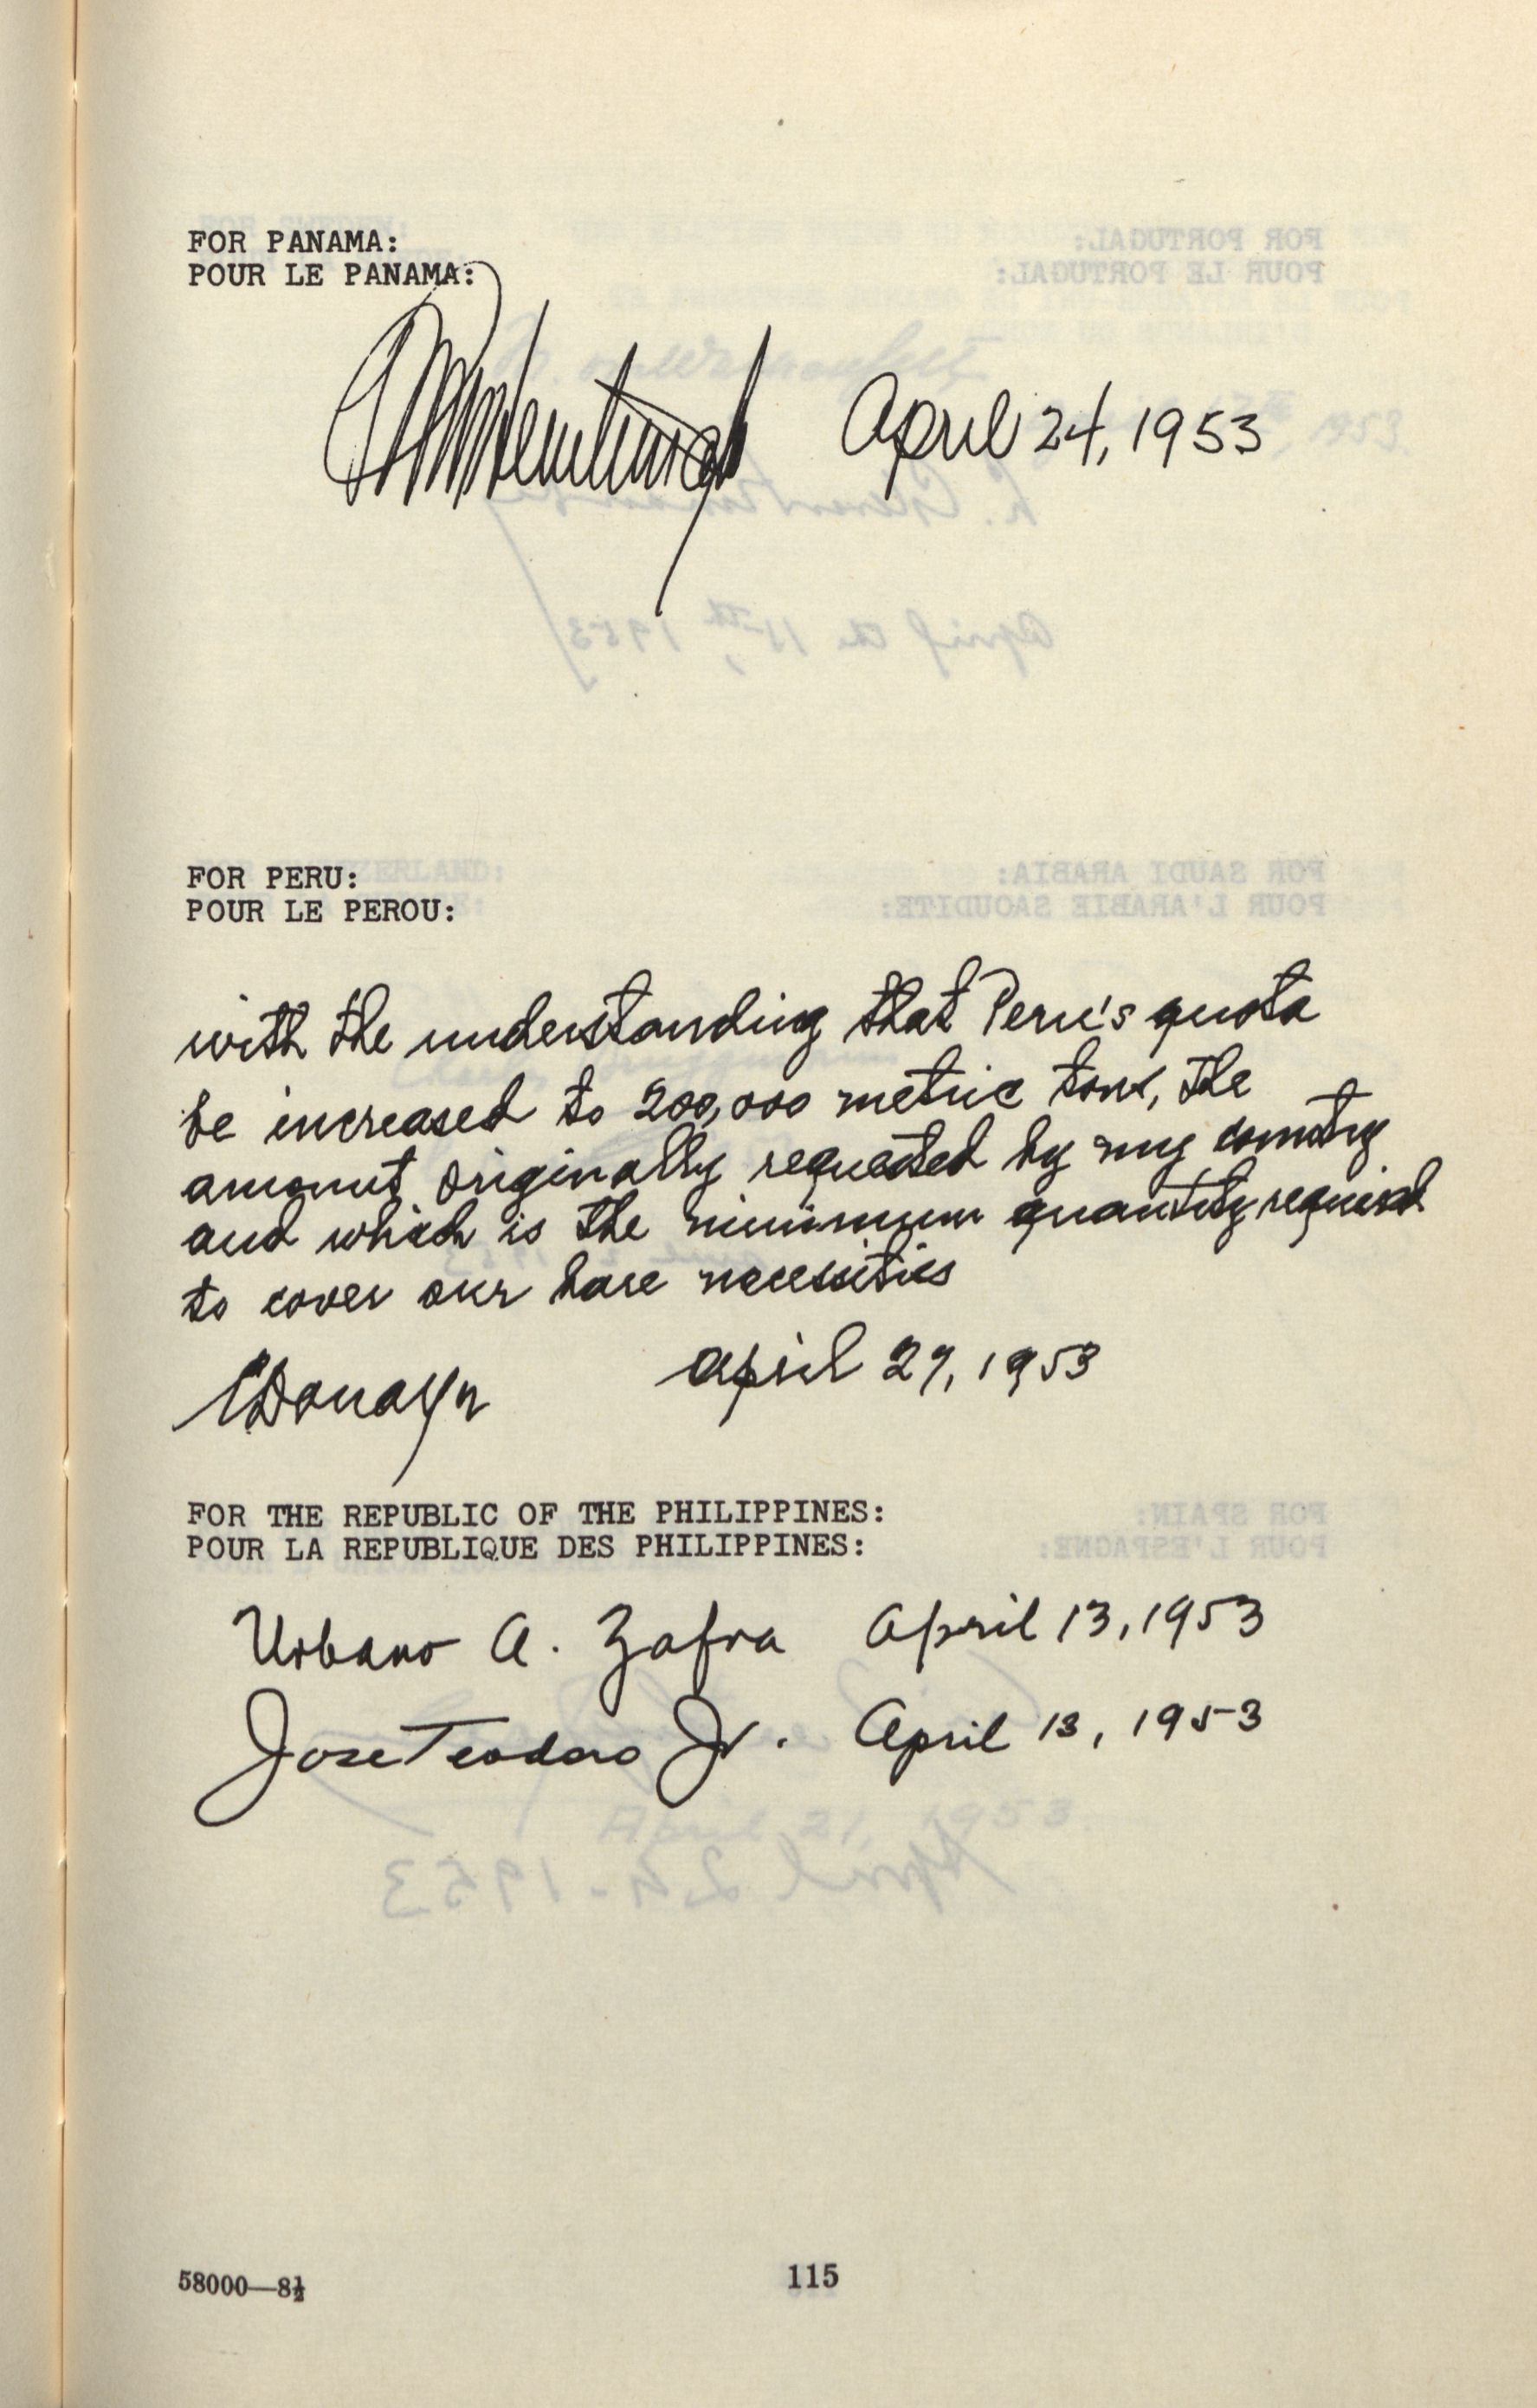 FOR PANAMA:
POUR LE PANAMA:
April 24, 1953
FOR PERU:
POUR LE PEROU:
with the understanding that Peru's quota
be increased to 200,000 metric tons, the
amount originally requested by my country
and which is the minimum quantity required
to cover our bare necessities
april 27, 1953
FOR THE REPUBLIC OF THE PHILIPPINES:
POUR LA REPUBLIQUE DES PHILIPPINES:
Urbano A. Zafra April 13, 1953
Jose Teodoro Jr. April 13, 1953
58000—8½
115